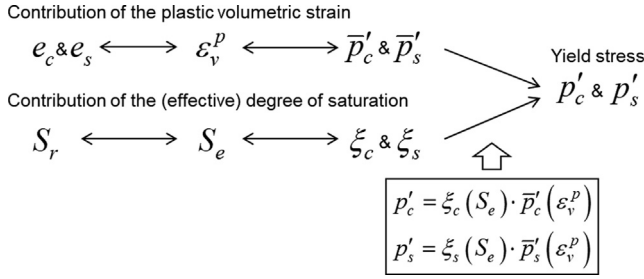 Contribution of the plastic volumetric strain
e_c & e_s ⟷ ε_v^p ⟷ p̅'_c & p̅'_s
Yield stress
p'_c & p'_s
Contribution of the (effective) degree of saturation
S_r ⟷ S_e ⟷ ξ_c & ξ_s
p'_c = ξ_c (S_e) · p̅'_c (ε_v^p)
p'_s = ξ_s (S_e) · p̅'_s (ε_v^p)